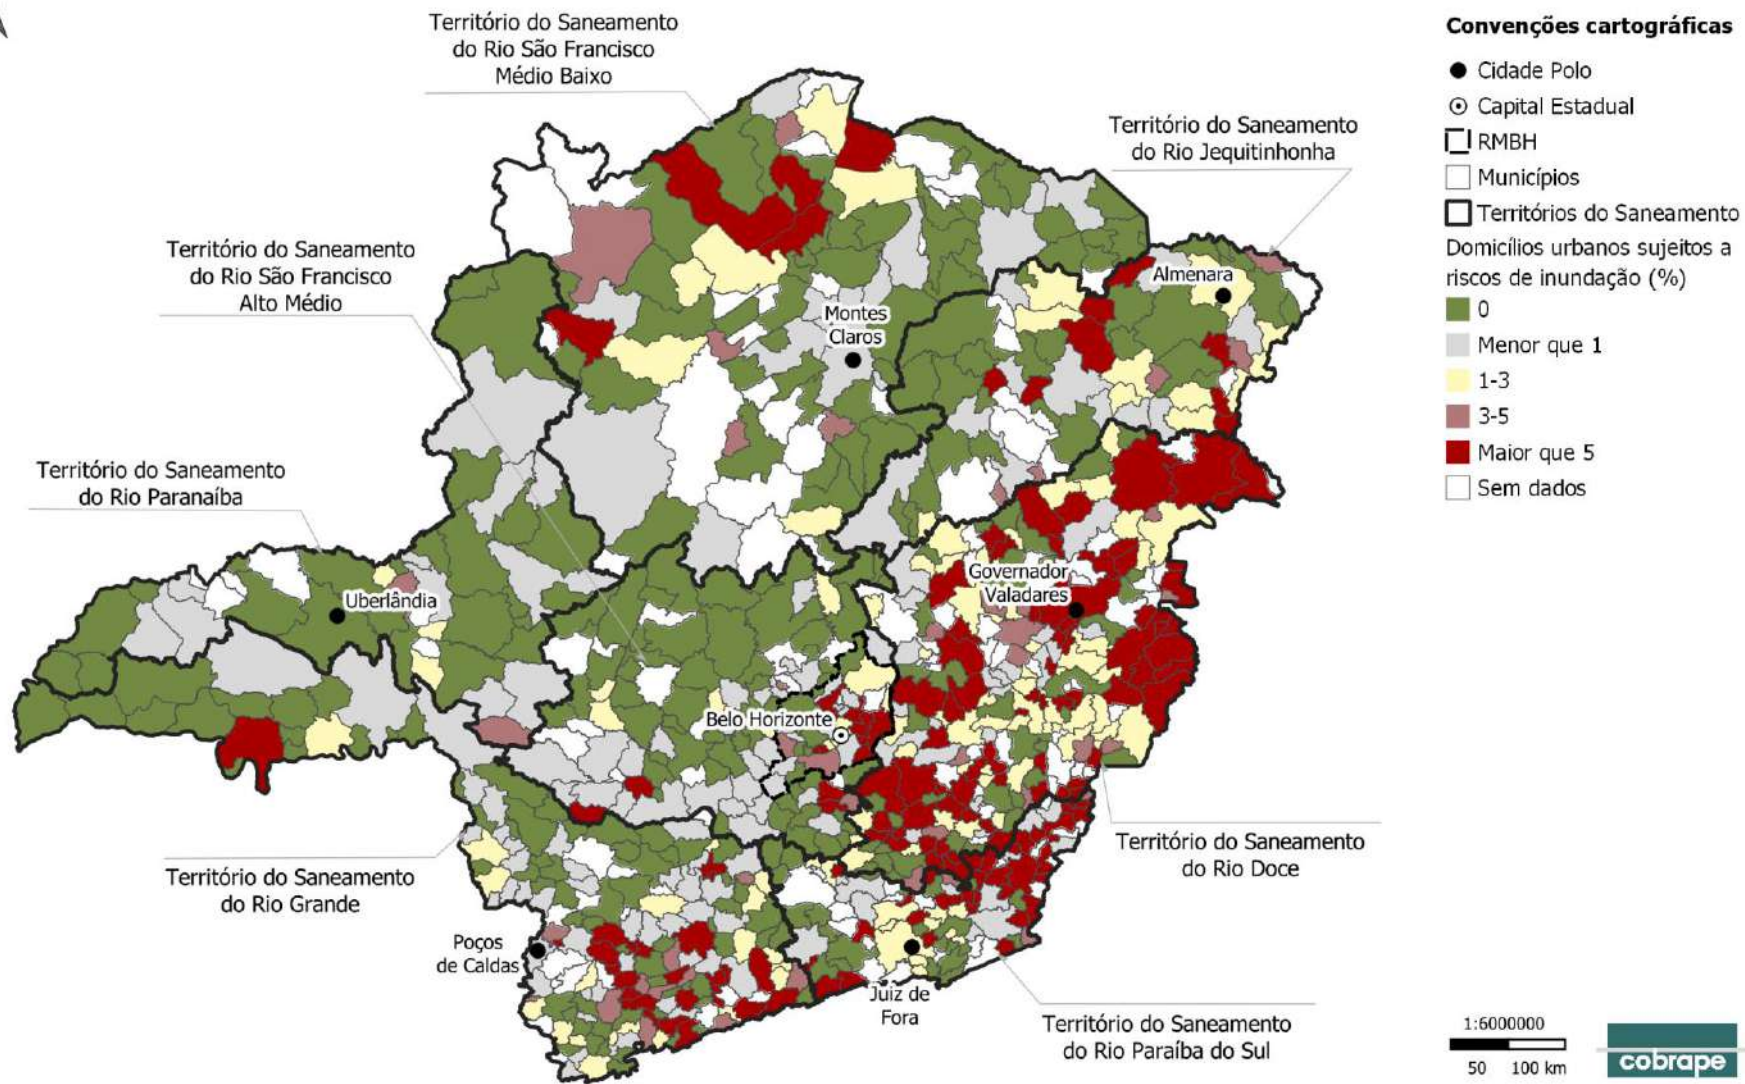 Território do Saneamento
do Rio São Francisco
Médio Baixo
Território do Saneamento
do Rio Jequitinhonha
Território do Saneamento
do Rio São Francisco
Alto Médio
Almenara
Montes
Claros
Território do Saneamento
do Rio Paranaíba
Governador
Valadares
Uberlândia
Belo Horizonte
Território do Saneamento
do Rio Doce
Território do Saneamento
do Rio Grande
Poços
de Caldas
Juiz de
Fora
Território do Saneamento
do Rio Paraíba do Sul
Convenções cartográficas
Cidade Polo
Capital Estadual
RMBH
Municípios
Territórios do Saneamento
Domicílios urbanos sujeitos a
riscos de inundação (%)
0
Menor que 1
1-3
3-5
Maior que 5
Sem dados
1:6000000
50 100 km
cobrape